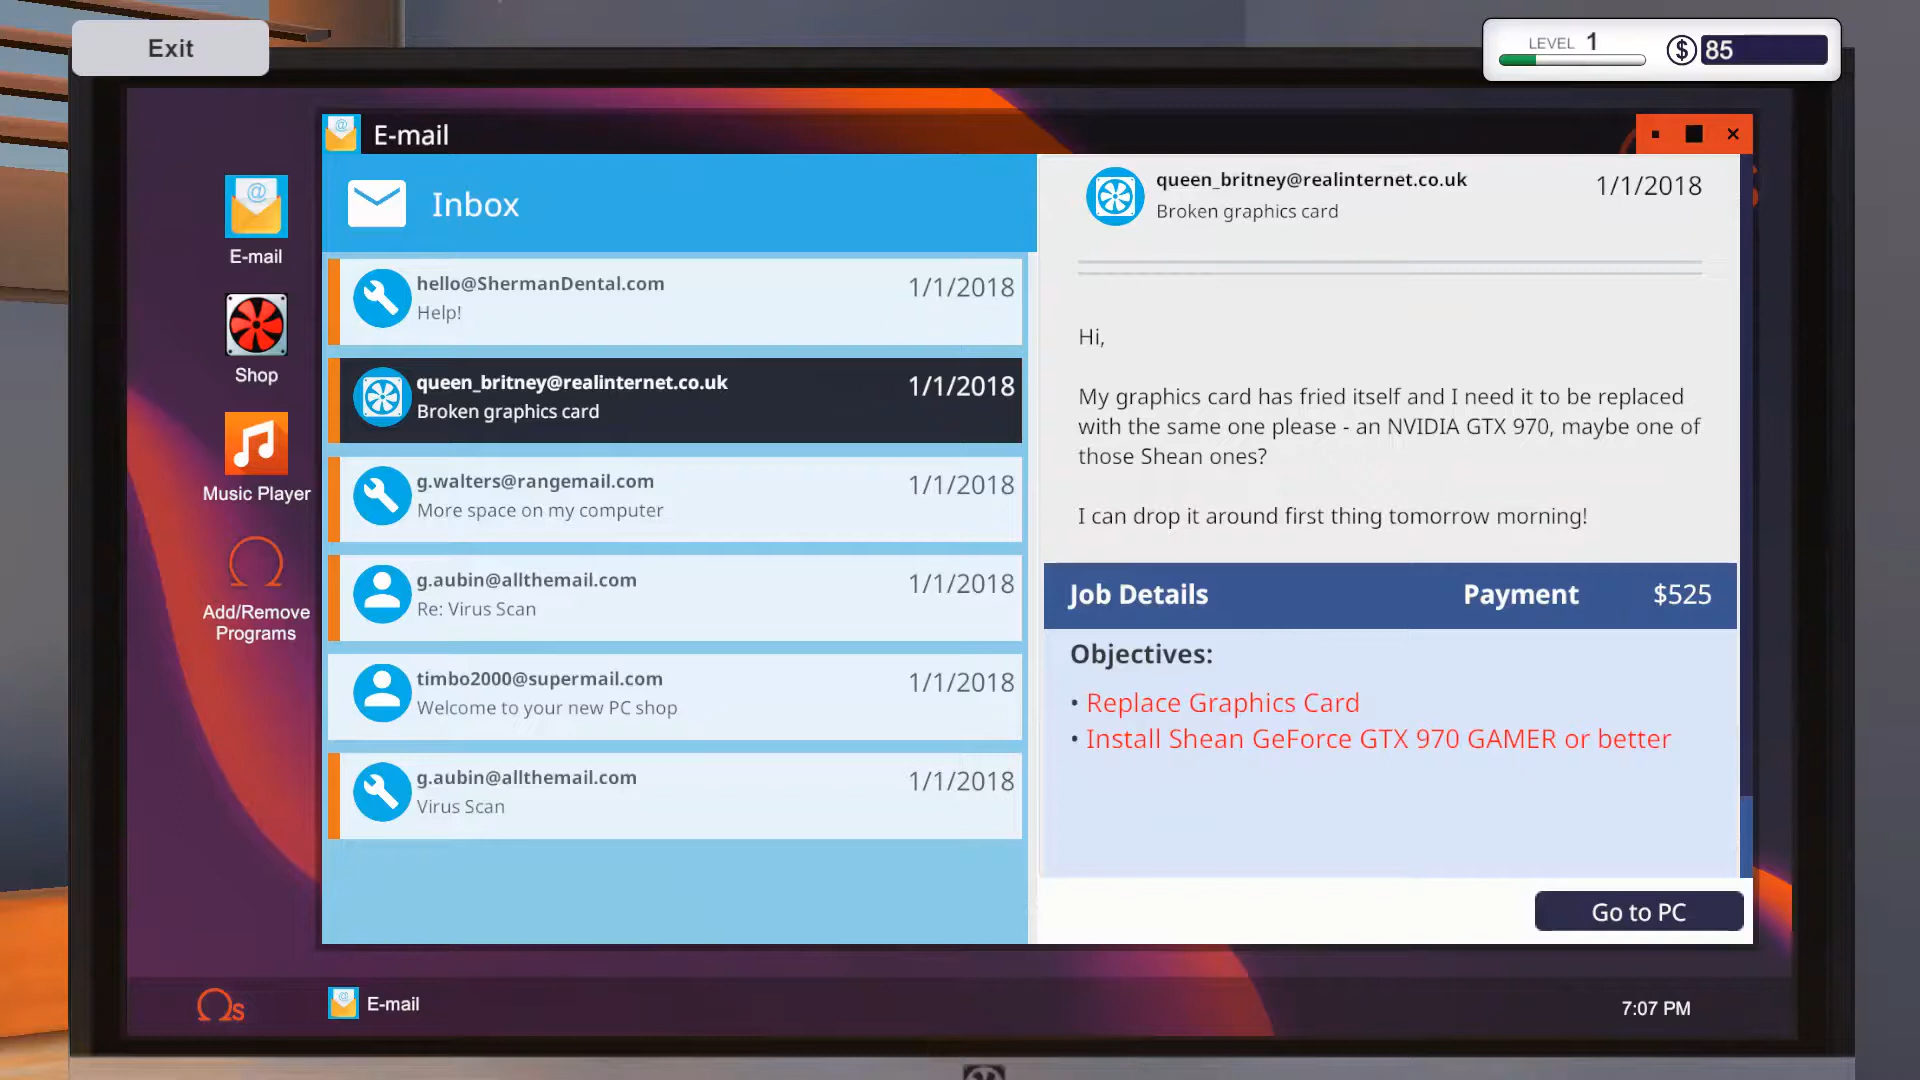 Exit
LEVEL 1
$ 85
E-mail
E-mail
Shop
Music Player
Add/Remove
Programs
Inbox
hello@ShermanDental.com 1/1/2018
Help!
queen_britney@realinternet.co.uk 1/1/2018
Broken graphics card
g.walters@rangemail.com 1/1/2018
More space on my computer
g.aubin@allthemail.com 1/1/2018
Re: Virus Scan
timbo2000@supermail.com 1/1/2018
Welcome to your new PC shop
g.aubin@allthemail.com 1/1/2018
Virus Scan
queen_britney@realinternet.co.uk 1/1/2018
Broken graphics card
Hi,
My graphics card has fried itself and I need it to be replaced
with the same one please - an NVIDIA GTX 970, maybe one of
those Shean ones?
I can drop it around first thing tomorrow morning!
Job Details Payment $525
Objectives:
• Replace Graphics Card
• Install Shean GeForce GTX 970 GAMER or better
Go to PC
Ωs
E-mail
7:07 PM